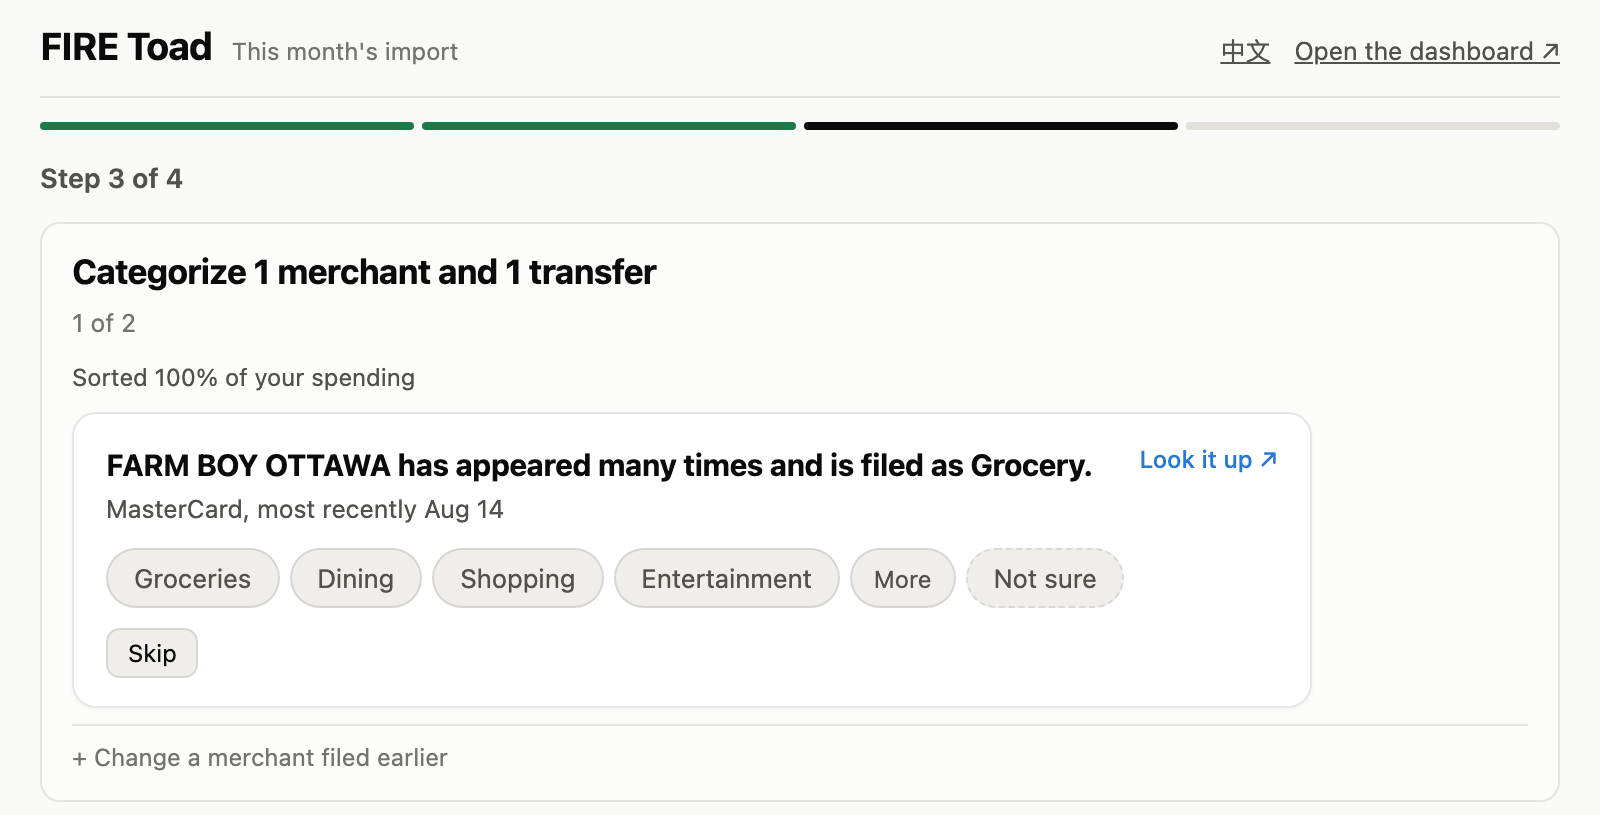 FIRE Toad This month's import 中文 Open the dashboard ↗
Step 3 of 4
Categorize 1 merchant and 1 transfer
1 of 2
Sorted 100% of your spending
FARM BOY OTTAWA has appeared many times and is filed as Grocery. Look it up ↗
MasterCard, most recently Aug 14
Groceries Dining Shopping Entertainment More Not sure
Skip
+ Change a merchant filed earlier